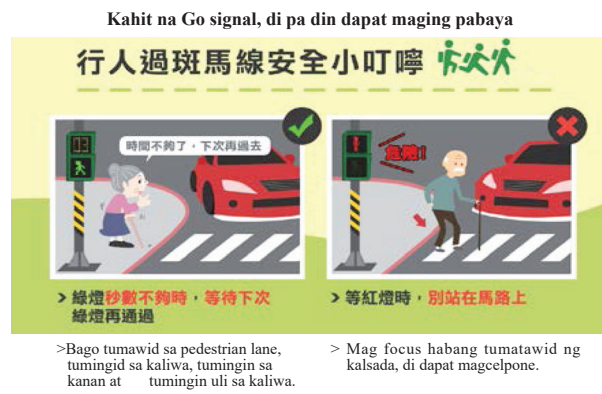 Kahit na Go signal, di pa din dapat maging pabaya
行人過斑馬線安全小叮嚀
03
時間不夠了，下次再過去
危險!
> 綠燈秒數不夠時，等待下次
綠燈再通過
> 等紅燈時，別站在馬路上
>Bago tumawid sa pedestrian lane,
tumingid sa kaliwa, tumingin sa
kanan at tumingin uli sa kaliwa.
> Mag focus habang tumatawid ng
kalsada, di dapat magcelpone.